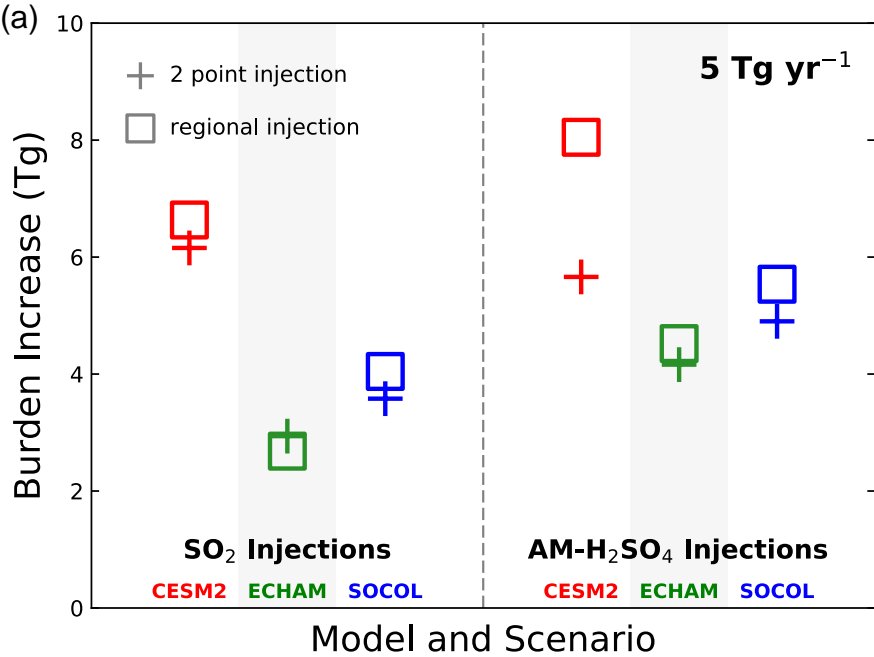 (a)
10
8
6
4
2
0
Burden Increase (Tg)
2 point injection
regional injection
5 Tg yr⁻¹
SO₂ Injections
AM-H₂SO₄ Injections
CESM2 ECHAM SOCOL
CESM2 ECHAM SOCOL
Model and Scenario